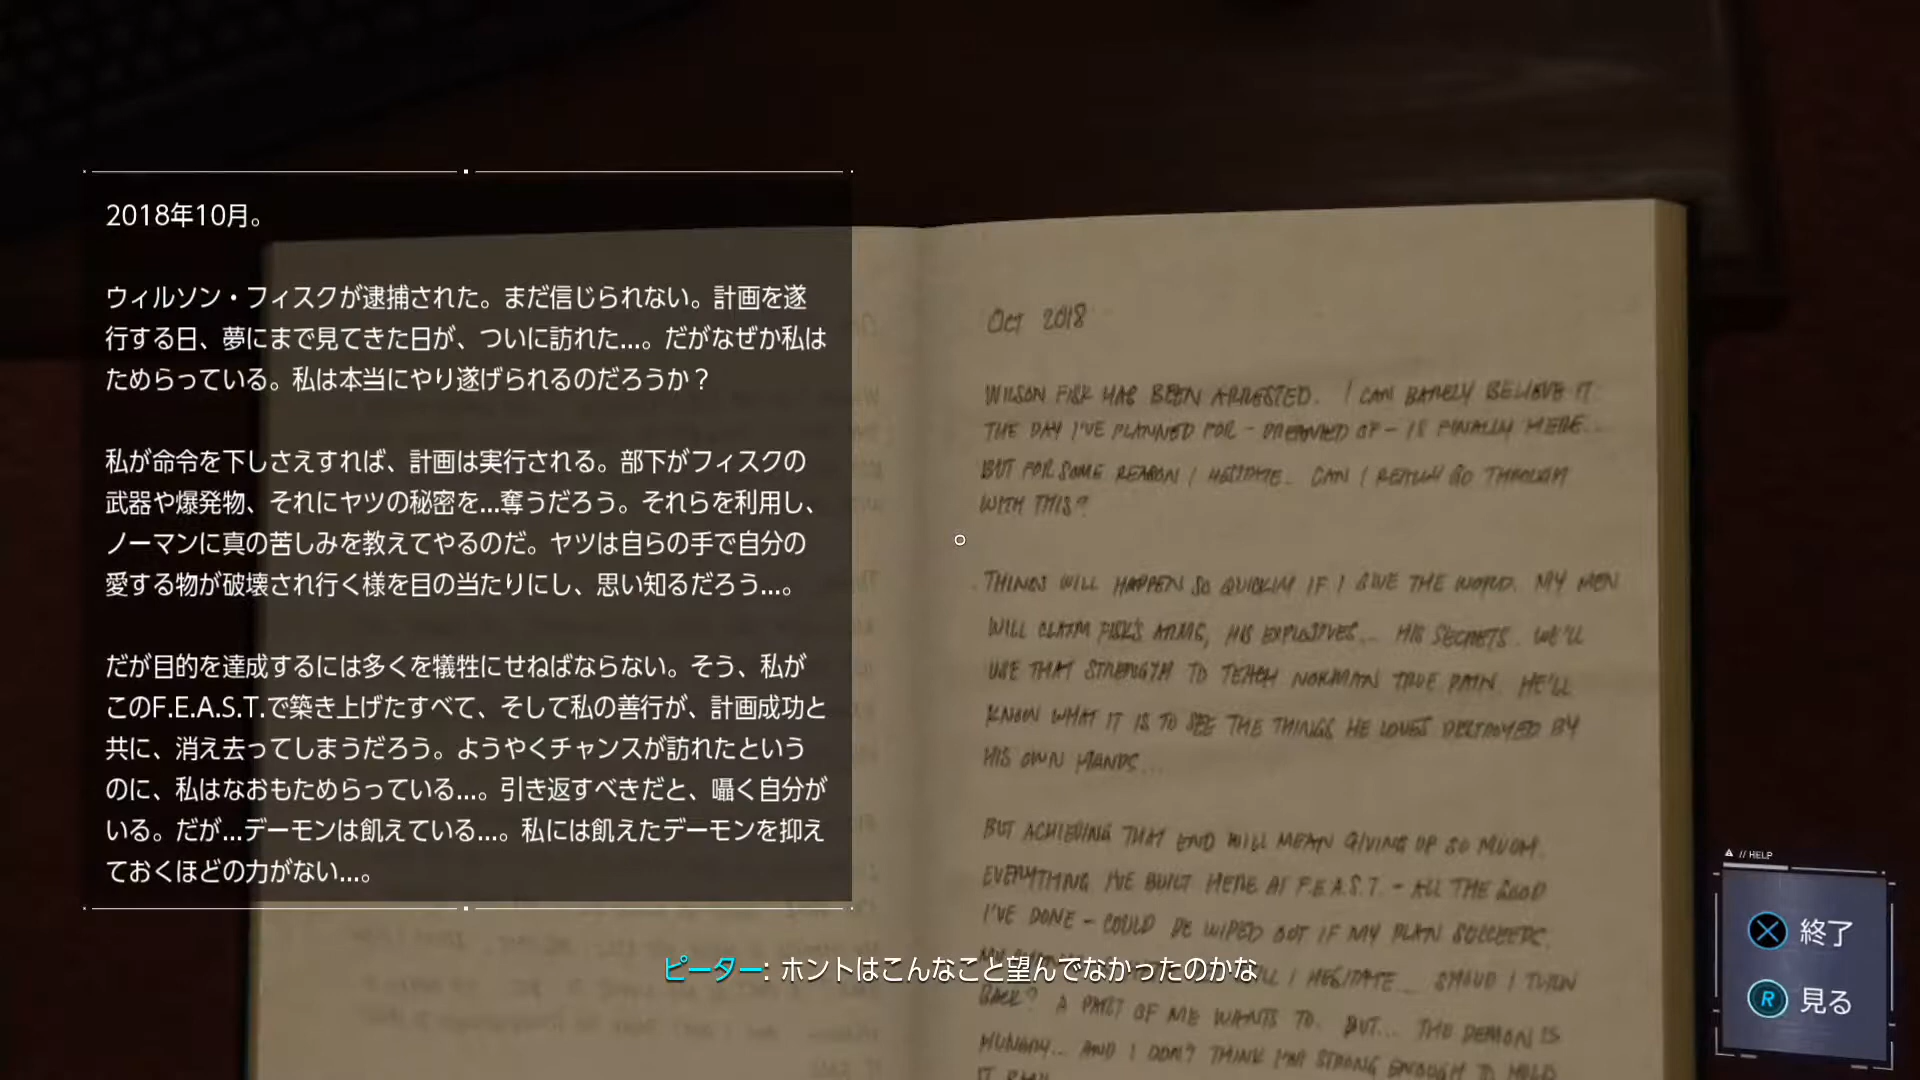 2018年10月。
ウィルソン・フィスクが逮捕された。まだ信じられない。計画を遂
行する日、夢にまで見てきた日が、ついに訪れた...。だがなぜか私は
ためらっている。私は本当にやり遂げられるのだろうか？
私が命令を下しさえすれば、計画は実行される。部下がフィスクの
武器や爆発物、それにヤツの秘密を...奪うだろう。それらを利用し、
ノーマンに真の苦しみを教えてやるのだ。ヤツは自らの手で自分の
愛する物が破壊され行く様を目の当たりにし、思い知るだろう...。
だが目的を達成するには多くを犠牲にせねばならない。そう、私が
このF.E.A.S.T.で築き上げたすべて、そして私の善行が、計画成功と
共に、消え去ってしまうだろう。ようやくチャンスが訪れたという
のに、私はなおもためらっている...。引き返すべきだと、囁く自分が
いる。だが...デーモンは飢えている...。私には飢えたデーモンを抑え
ておくほどの力がない...。
OCT 2018
WILSON FISK HAS BEEN ARRESTED. I CAN BARELY BELIEVE IT.
THE DAY I'VE PLANNED FOR - DREAMED OF - IS FINALLY HERE...
BUT FOR SOME REASON I HESITATE. CAN I REALLY GO THROUGH
WITH THIS?
THINGS WILL HAPPEN SO QUICKLY IF I GIVE THE WORD. MY MEN
WILL CLAIM FISK'S ARMS, HIS EXPLOSIVES... HIS SECRETS. WE'LL
USE THAT STRENGTH TO TEACH NORMAN TRUE PAIN. HE'LL
KNOW WHAT IT IS TO SEE THE THINGS HE LOVES DESTROYED BY
HIS OWN HANDS...
BUT ACHIEVING THAT END WILL MEAN GIVING UP SO MUCH.
EVERYTHING I'VE BUILT HERE AT F.E.A.S.T. - ALL THE GOOD
I'VE DONE - COULD BE WIPED OUT IF MY PLAN SUCCEEDS.
I HESITATE... SHOULD I TURN
BACK? A PART OF ME WANTS TO. BUT... THE DEMON IS
HUNGRY... AND I DON'T THINK I'M STRONG ENOUGH TO HOLD
IT BACK
ピーター: ホントはこんなこと望んでなかったのかな
// HELP
終了
R 見る